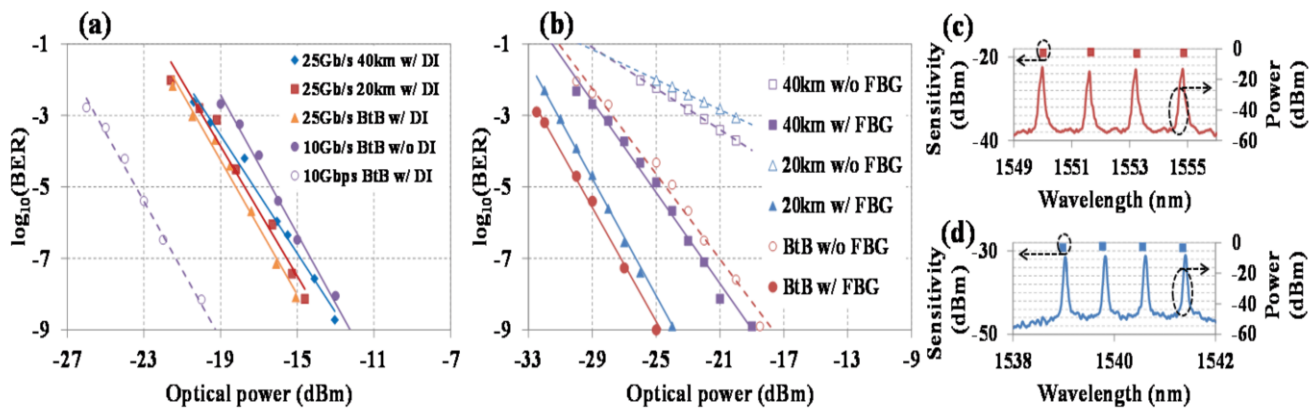 (a)
-1
-3
-5
-7
-9
log10(BER)
-27 -23 -19 -15 -11 -7
Optical power (dBm)
25Gb/s 40km w/ DI
25Gb/s 20km w/ DI
25Gb/s BtB w/ DI
10Gb/s BtB w/o DI
10Gbps BtB w/ DI
(b)
-1
-3
-5
-7
-9
log10(BER)
-33 -29 -25 -21 -17 -13 -9
Optical power (dBm)
40km w/o FBG
40km w/ FBG
20km w/o FBG
20km w/ FBG
BtB w/o FBG
BtB w/ FBG
(c)
-20
-40
Sensitivity
(dBm)
0
-20
-40
-60
Power
(dBm)
1549 1551 1553 1555
Wavelength (nm)
(d)
-30
-50
Sensitivity
(dBm)
0
-20
-40
-60
Power
(dBm)
1538 1540 1542
Wavelength (nm)